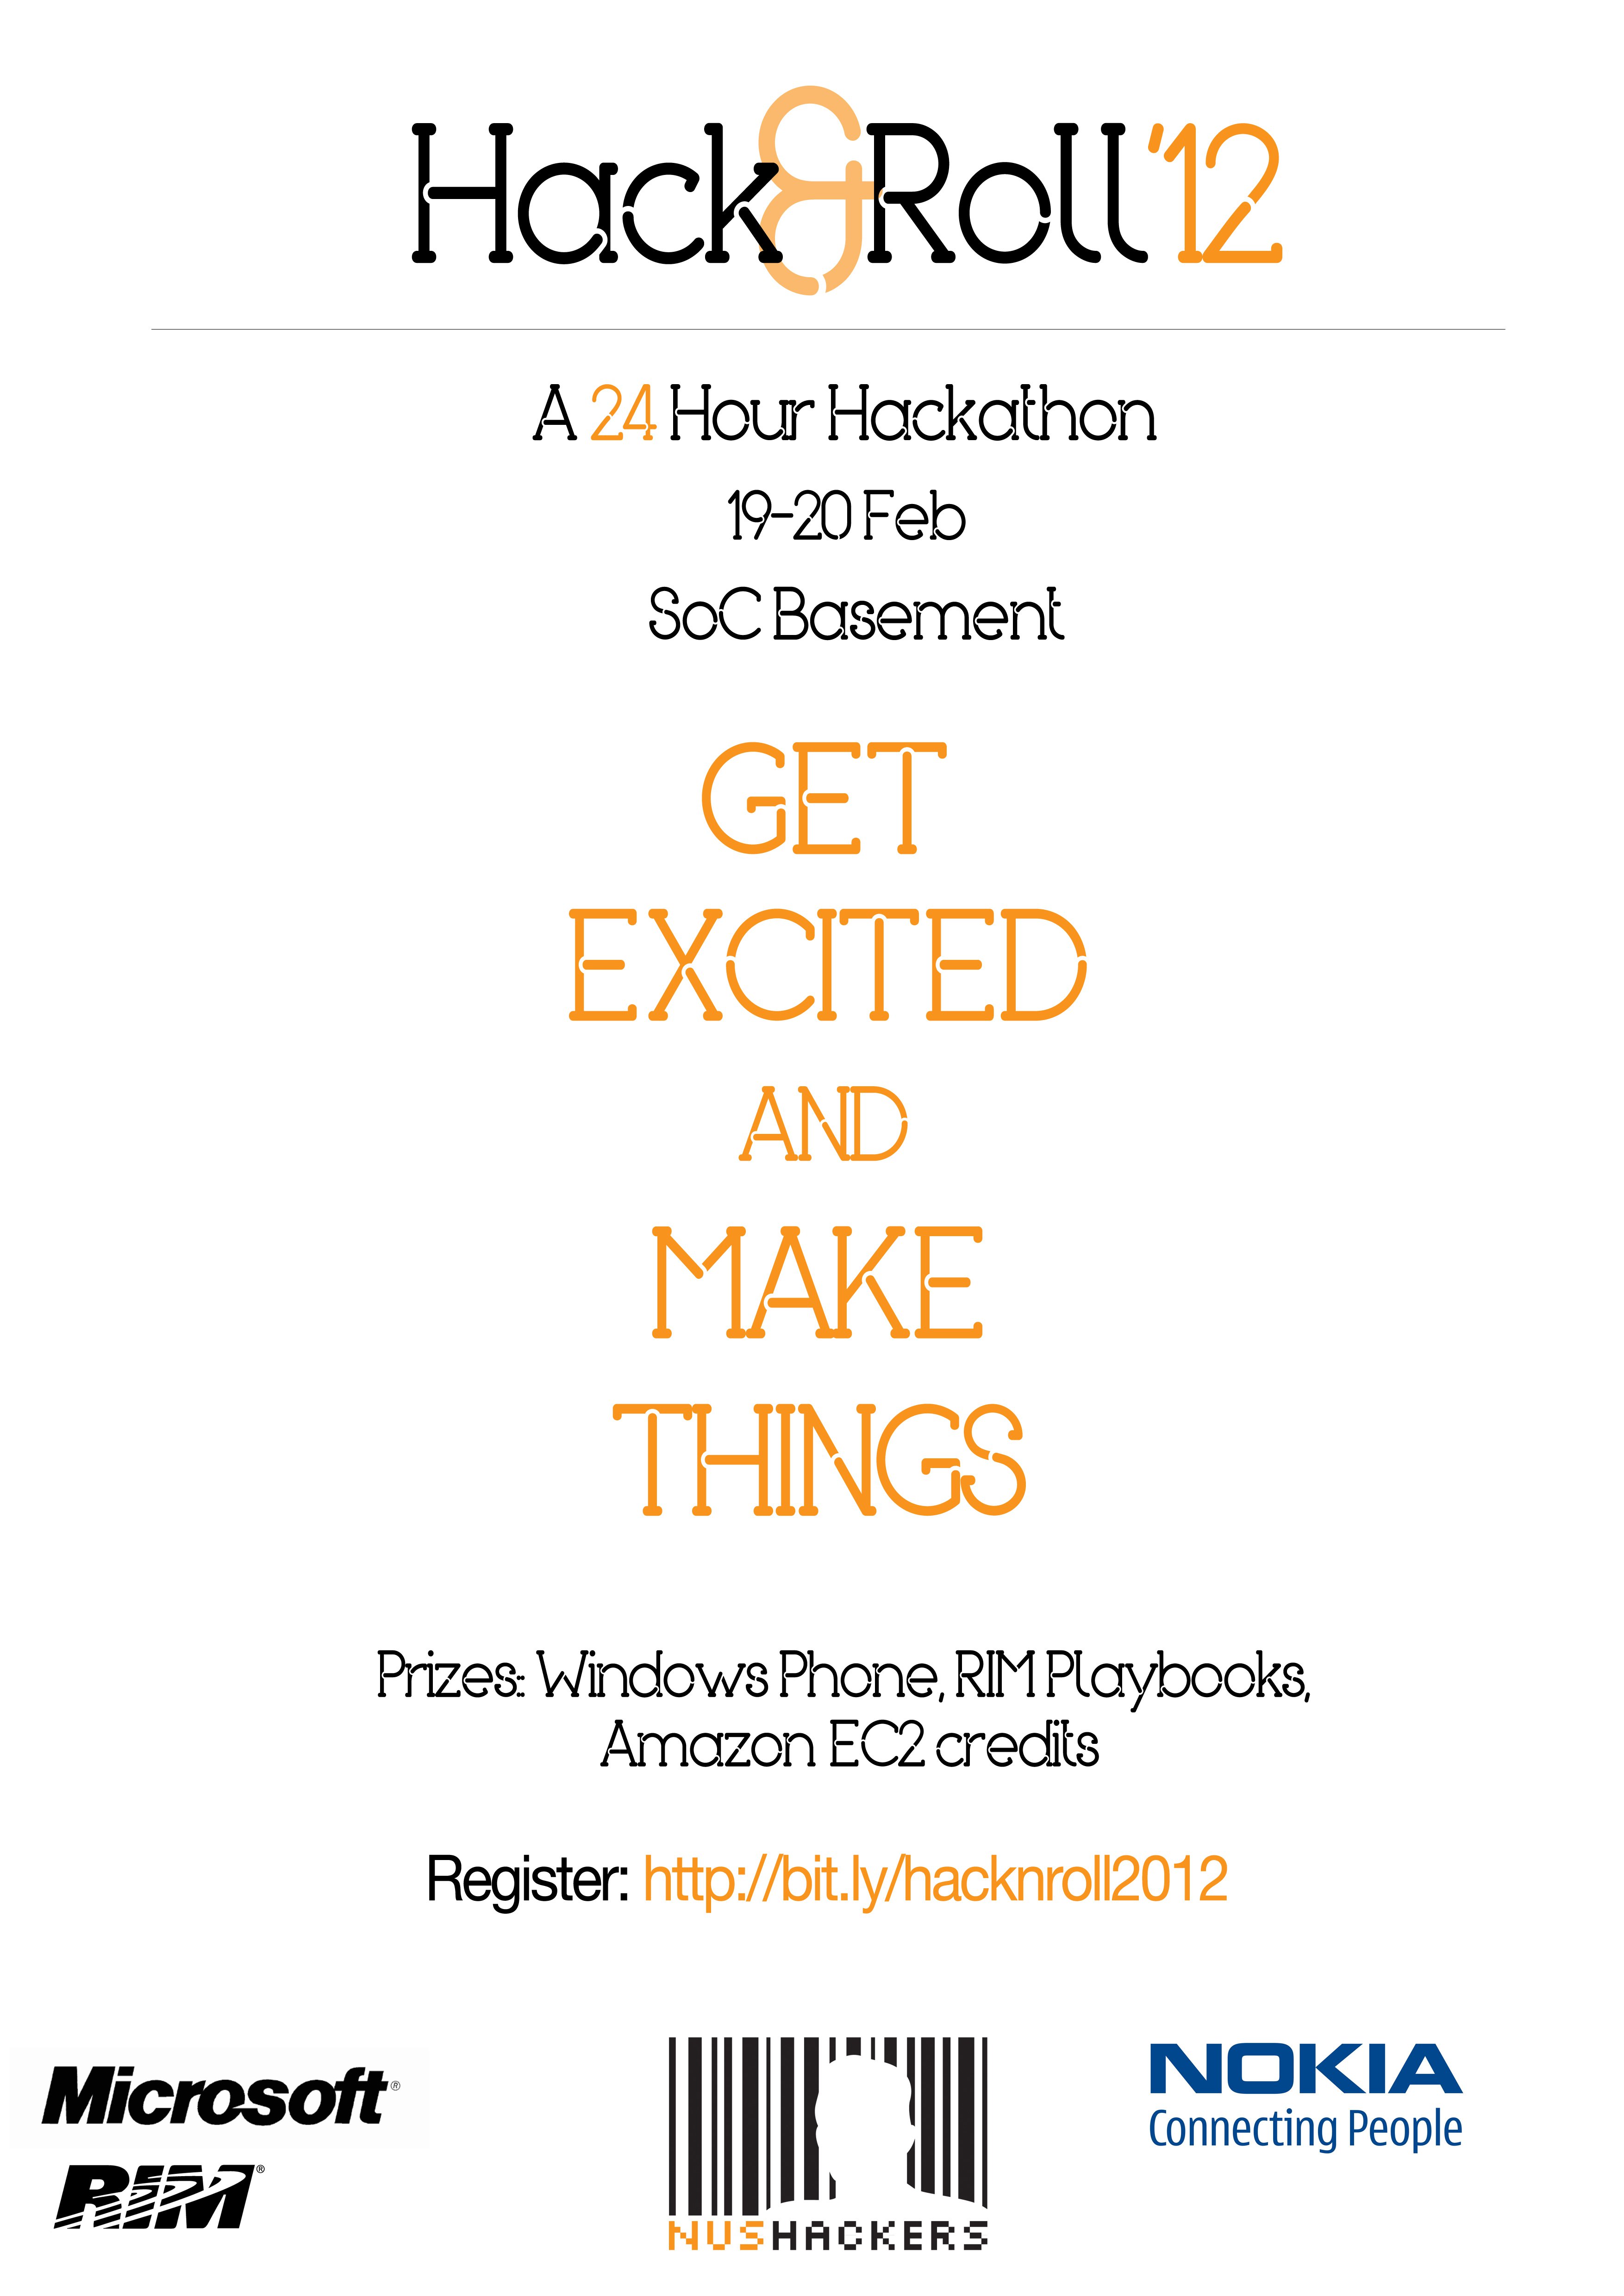 Hack&Roll'12
A 24 Hour Hackathon
19-20 Feb
SoC Basement
GET
EXCITED
AND
MAKE
THINGS
Prizes: Windows Phone, RIM Playbooks,
Amazon EC2 credits
Register: http://bit.ly/hacknroll2012
Microsoft®
RIM®
NUSHACKERS
NOKIA
Connecting People